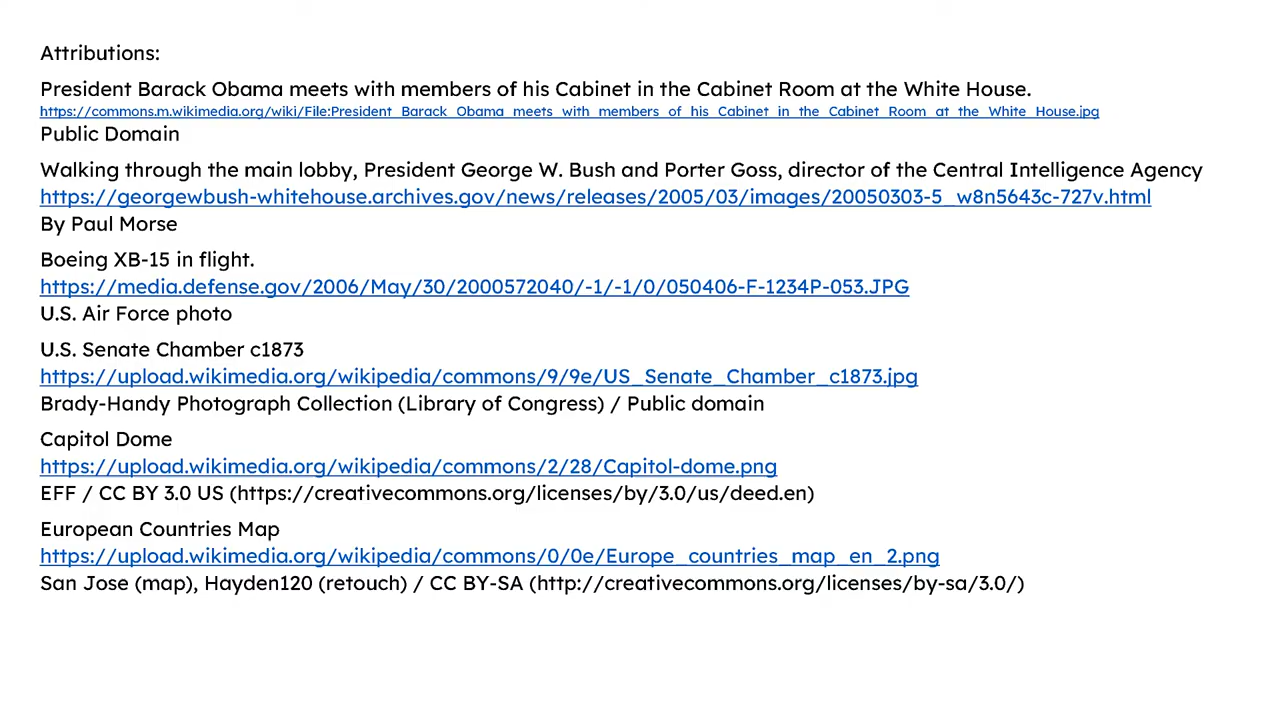 Attributions:
President Barack Obama meets with members of his Cabinet in the Cabinet Room at the White House.
https://commons.m.wikimedia.org/wiki/File:President_Barack_Obama_meets_with_members_of_his_Cabinet_in_the_Cabinet_Room_at_the_White_House.jpg
Public Domain
Walking through the main lobby, President George W. Bush and Porter Goss, director of the Central Intelligence Agency
https://georgewbush-whitehouse.archives.gov/news/releases/2005/03/images/20050303-5_w8n5643c-727v.html
By Paul Morse
Boeing XB-15 in flight.
https://media.defense.gov/2006/May/30/2000572040/-1/-1/0/050406-F-1234P-053.JPG
U.S. Air Force photo
U.S. Senate Chamber c1873
https://upload.wikimedia.org/wikipedia/commons/9/9e/US_Senate_Chamber_c1873.jpg
Brady-Handy Photograph Collection (Library of Congress) / Public domain
Capitol Dome
https://upload.wikimedia.org/wikipedia/commons/2/28/Capitol-dome.png
EFF / CC BY 3.0 US (https://creativecommons.org/licenses/by/3.0/us/deed.en)
European Countries Map
https://upload.wikimedia.org/wikipedia/commons/0/0e/Europe_countries_map_en_2.png
San Jose (map), Hayden120 (retouch) / CC BY-SA (http://creativecommons.org/licenses/by-sa/3.0/)